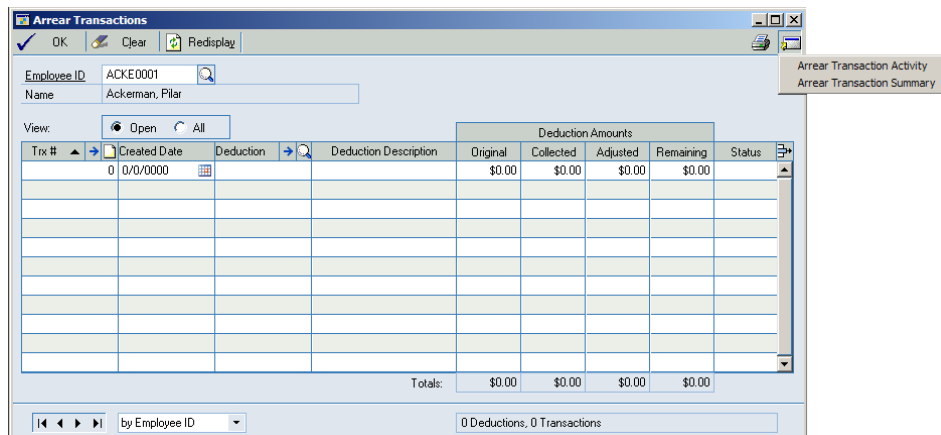 Arrear Transactions
OK Clear Redisplay
Arrear Transaction Activity
Arrear Transaction Summary
Employee ID ACKE0001
Name Ackerman, Pilar
View: Open All
Deduction Amounts
Trx # Created Date Deduction Deduction Description Original Collected Adjusted Remaining Status
0 0/0/0000 $0.00 $0.00 $0.00 $0.00
Totals: $0.00 $0.00 $0.00 $0.00
by Employee ID 0 Deductions, 0 Transactions